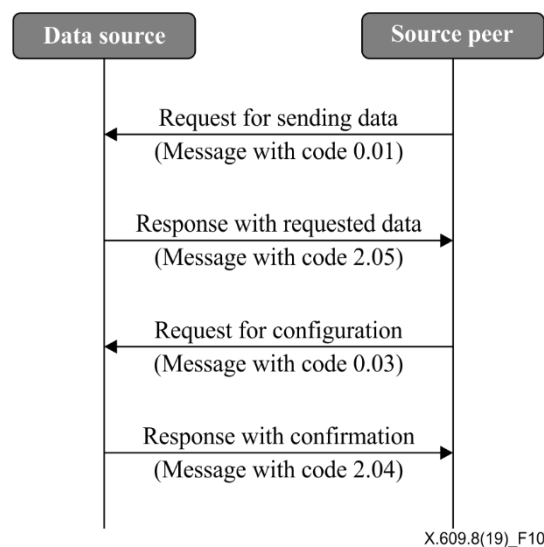 Data source
Source peer
Request for sending data
(Message with code 0.01)
Response with requested data
(Message with code 2.05)
Request for configuration
(Message with code 0.03)
Response with confirmation
(Message with code 2.04)
X.609.8(19)_F10